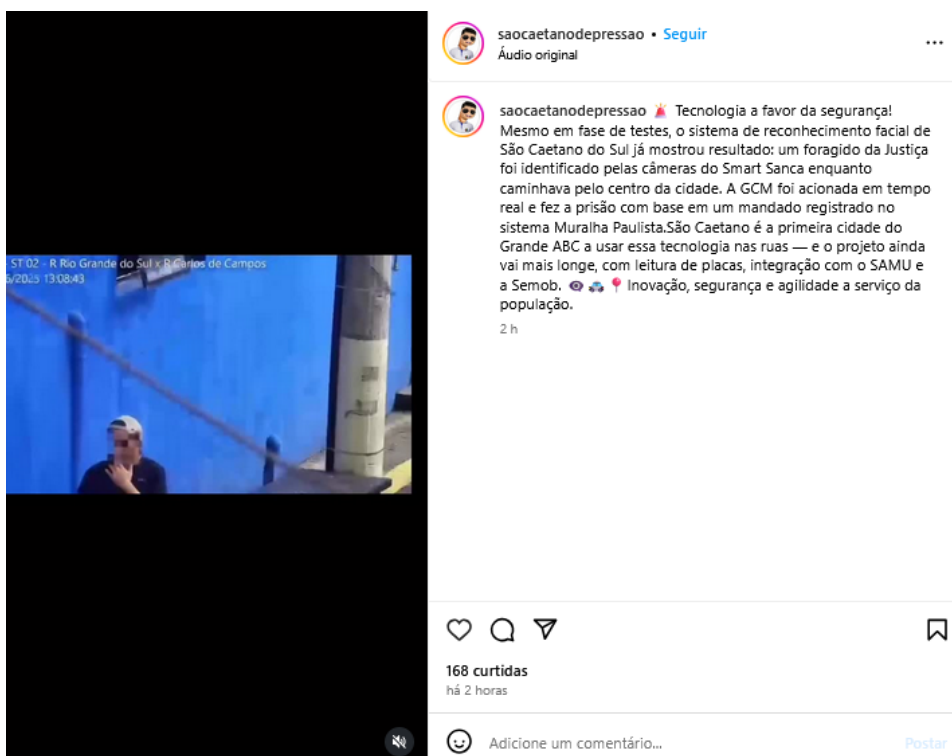 saocaetanodepressao • Seguir
Áudio original
saocaetanodepressao 🚨 Tecnologia a favor da segurança!
Mesmo em fase de testes, o sistema de reconhecimento facial de
São Caetano do Sul já mostrou resultado: um foragido da Justiça
foi identificado pelas câmeras do Smart Sanca enquanto
caminhava pelo centro da cidade. A GCM foi acionada em tempo
real e fez a prisão com base em um mandado registrado no
sistema Muralha Paulista.São Caetano é a primeira cidade do
Grande ABC a usar essa tecnologia nas ruas — e o projeto ainda
vai mais longe, com leitura de placas, integração com o SAMU e
a Semob. 👁️ 🚓 📍 Inovação, segurança e agilidade a serviço da
população.
2 h
ST 02 - R Rio Grande do Sul x R Carlos de Campos
6/2025 13:08:43
168 curtidas
há 2 horas
Adicione um comentário...
Postar